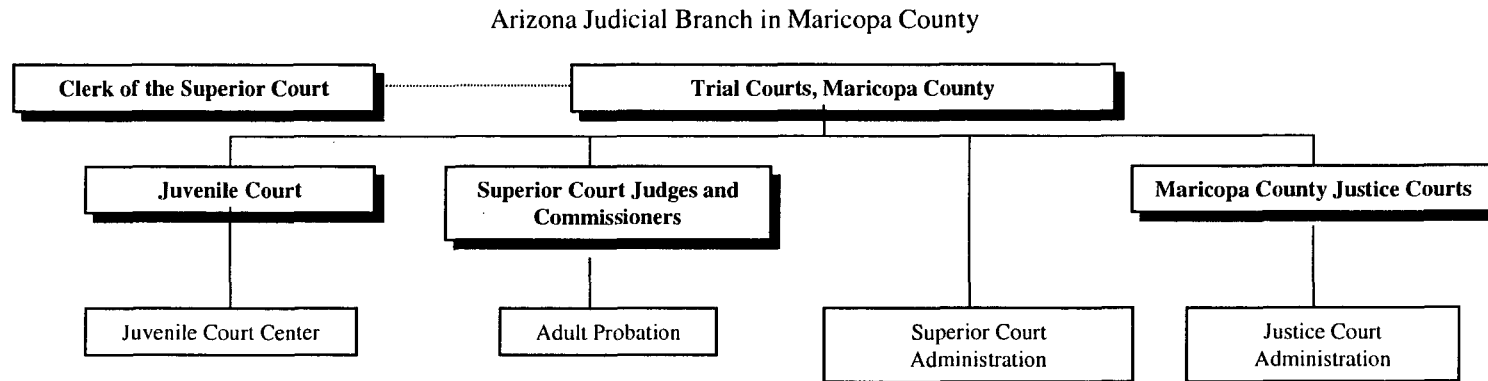 Arizona Judicial Branch in Maricopa County
Clerk of the Superior Court
Trial Courts, Maricopa County
Juvenile Court
Superior Court Judges and
Commissioners
Maricopa County Justice Courts
Juvenile Court Center
Adult Probation
Superior Court
Administration
Justice Court
Administration